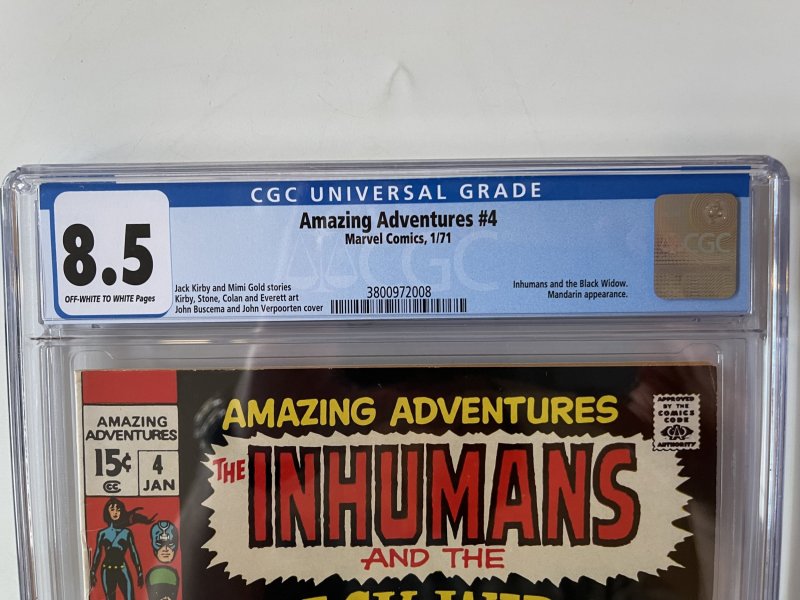 CGC UNIVERSAL GRADE
8.5
OFF-WHITE TO WHITE Pages
Amazing Adventures #4
Marvel Comics, 1/71
CGC
CGC
Jack Kirby and Mimi Gold stories
Kirby, Stone, Colan and Everett art
John Buscema and John Verpoorten cover
3800972008
Inhumans and the Black Widow.
Mandarin appearance.
AMAZING
ADVENTURES
15¢
4
CC
JAN
AMAZING ADVENTURES
THE
INHUMANS
AND THE
APPROVED
BY THE
COMICS
CODE
CA
AUTHORITY